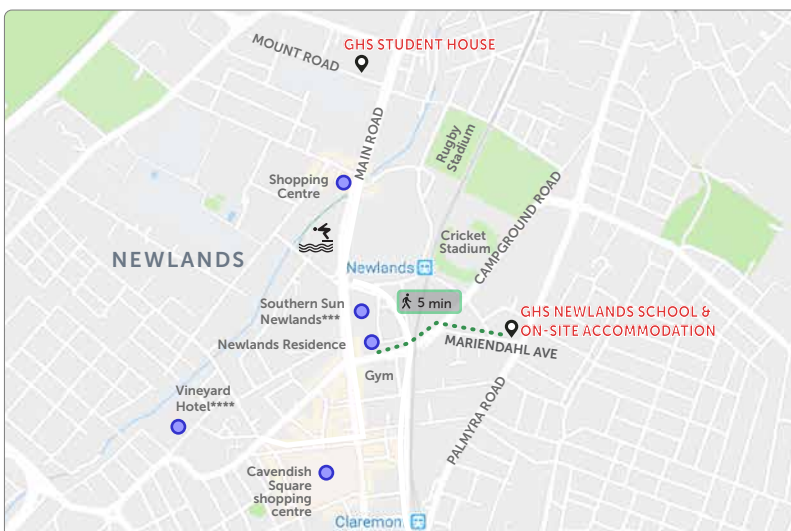 GHS STUDENT HOUSE
MOUNT ROAD
MAIN ROAD
Rugby
Stadium
Shopping
Centre
CAMPGROUND ROAD
Cricket
Stadium
NEWLANDS
Newlands
5 min
Southern Sun
Newlands***
GHS NEWLANDS SCHOOL &
ON-SITE ACCOMMODATION
Newlands Residence
MARIENDAHL AVE
Gym
Vineyard
Hotel****
PALMYRA ROAD
Cavendish
Square
shopping
centre
Claremon